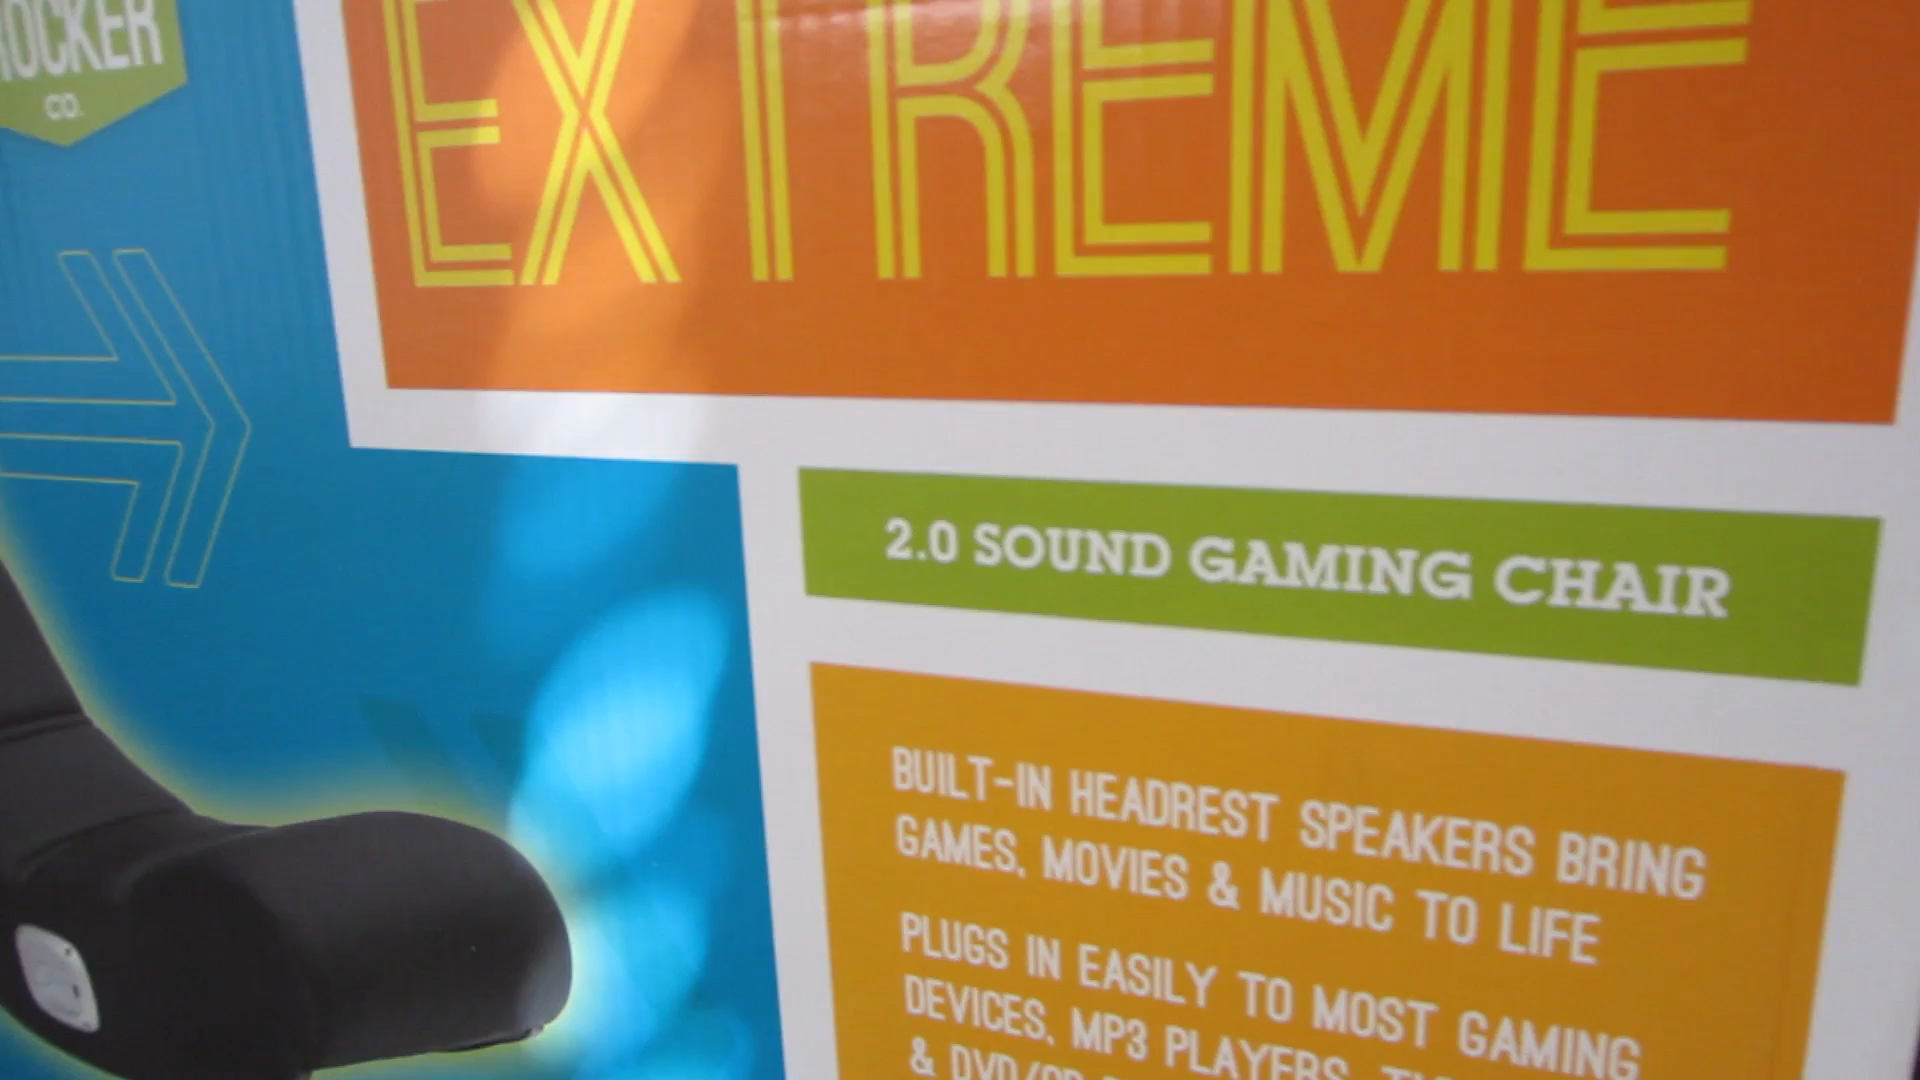 EXTREME
CO.
2.0 SOUND GAMING CHAIR
BUILT-IN HEADREST SPEAKERS BRING
GAMES, MOVIES & MUSIC TO LIFE
PLUGS IN EASILY TO MOST GAMING
DEVICES, MP3 PLAYERS,
&